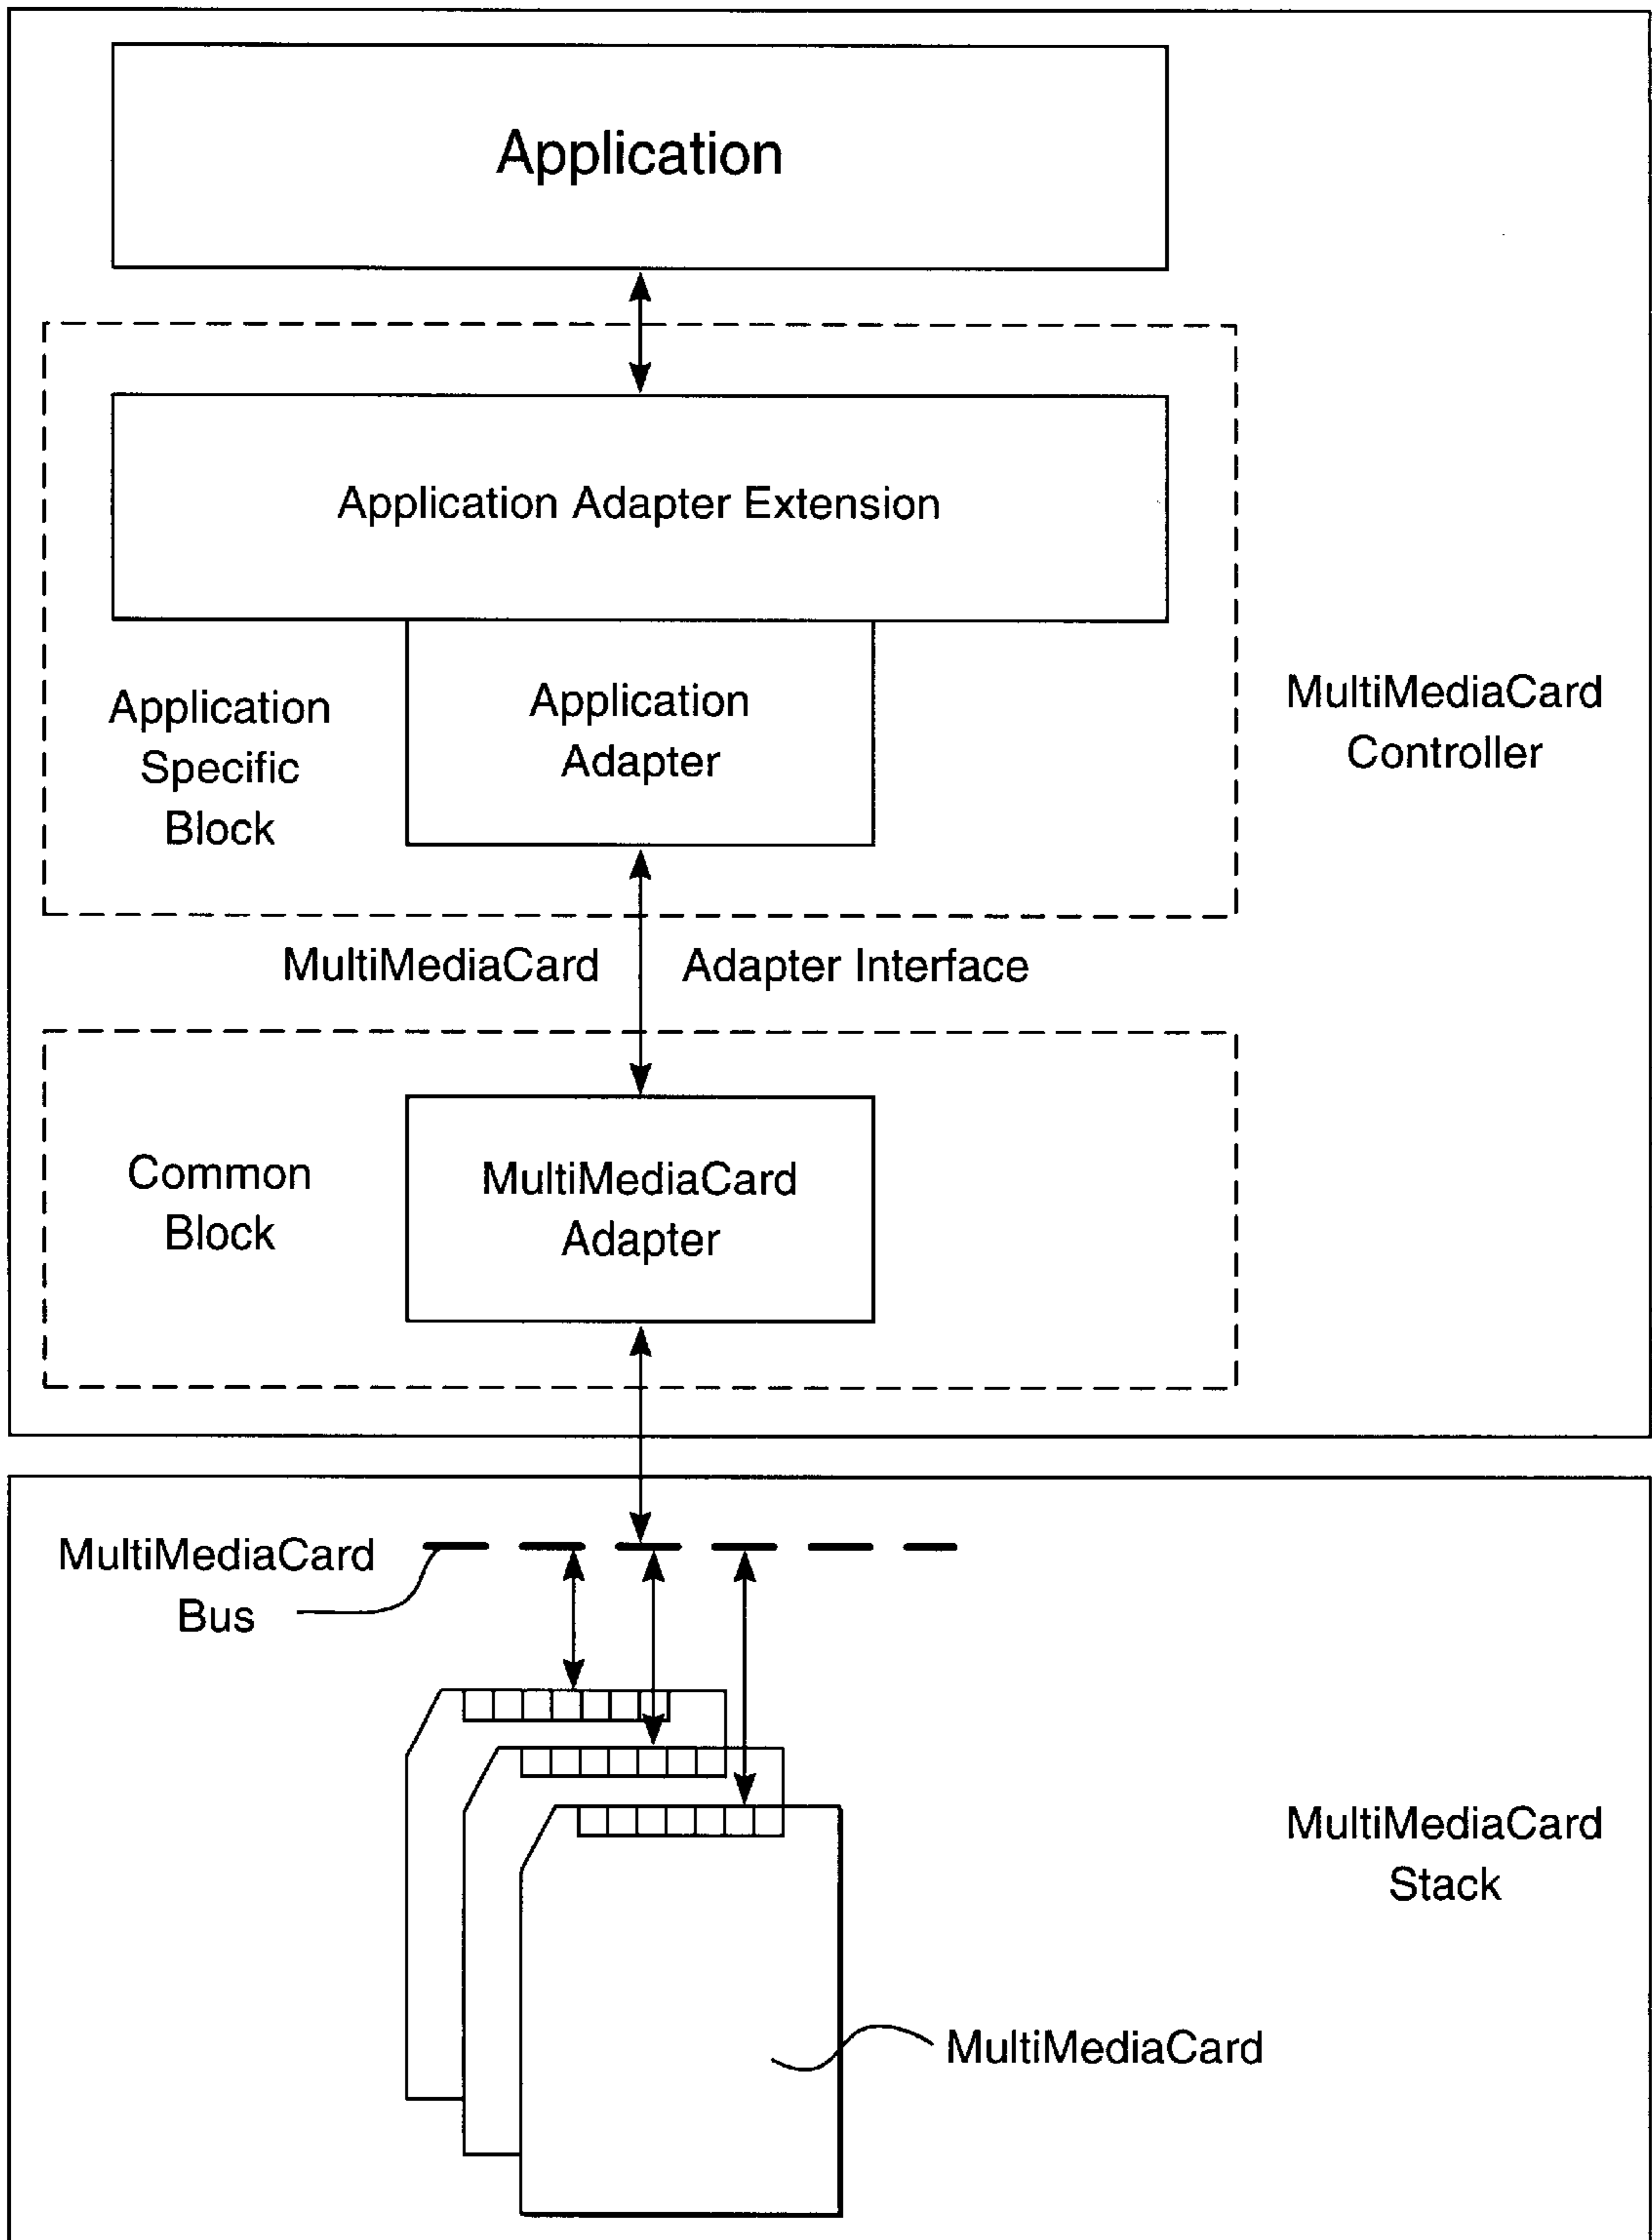 Application
Application Adapter Extension
Application
Adapter
Application
Specific
Block
MultiMediaCard
Controller
MultiMediaCard Adapter Interface
Common
Block
MultiMediaCard
Adapter
MultiMediaCard
Bus
MultiMediaCard
Stack
MultiMediaCard